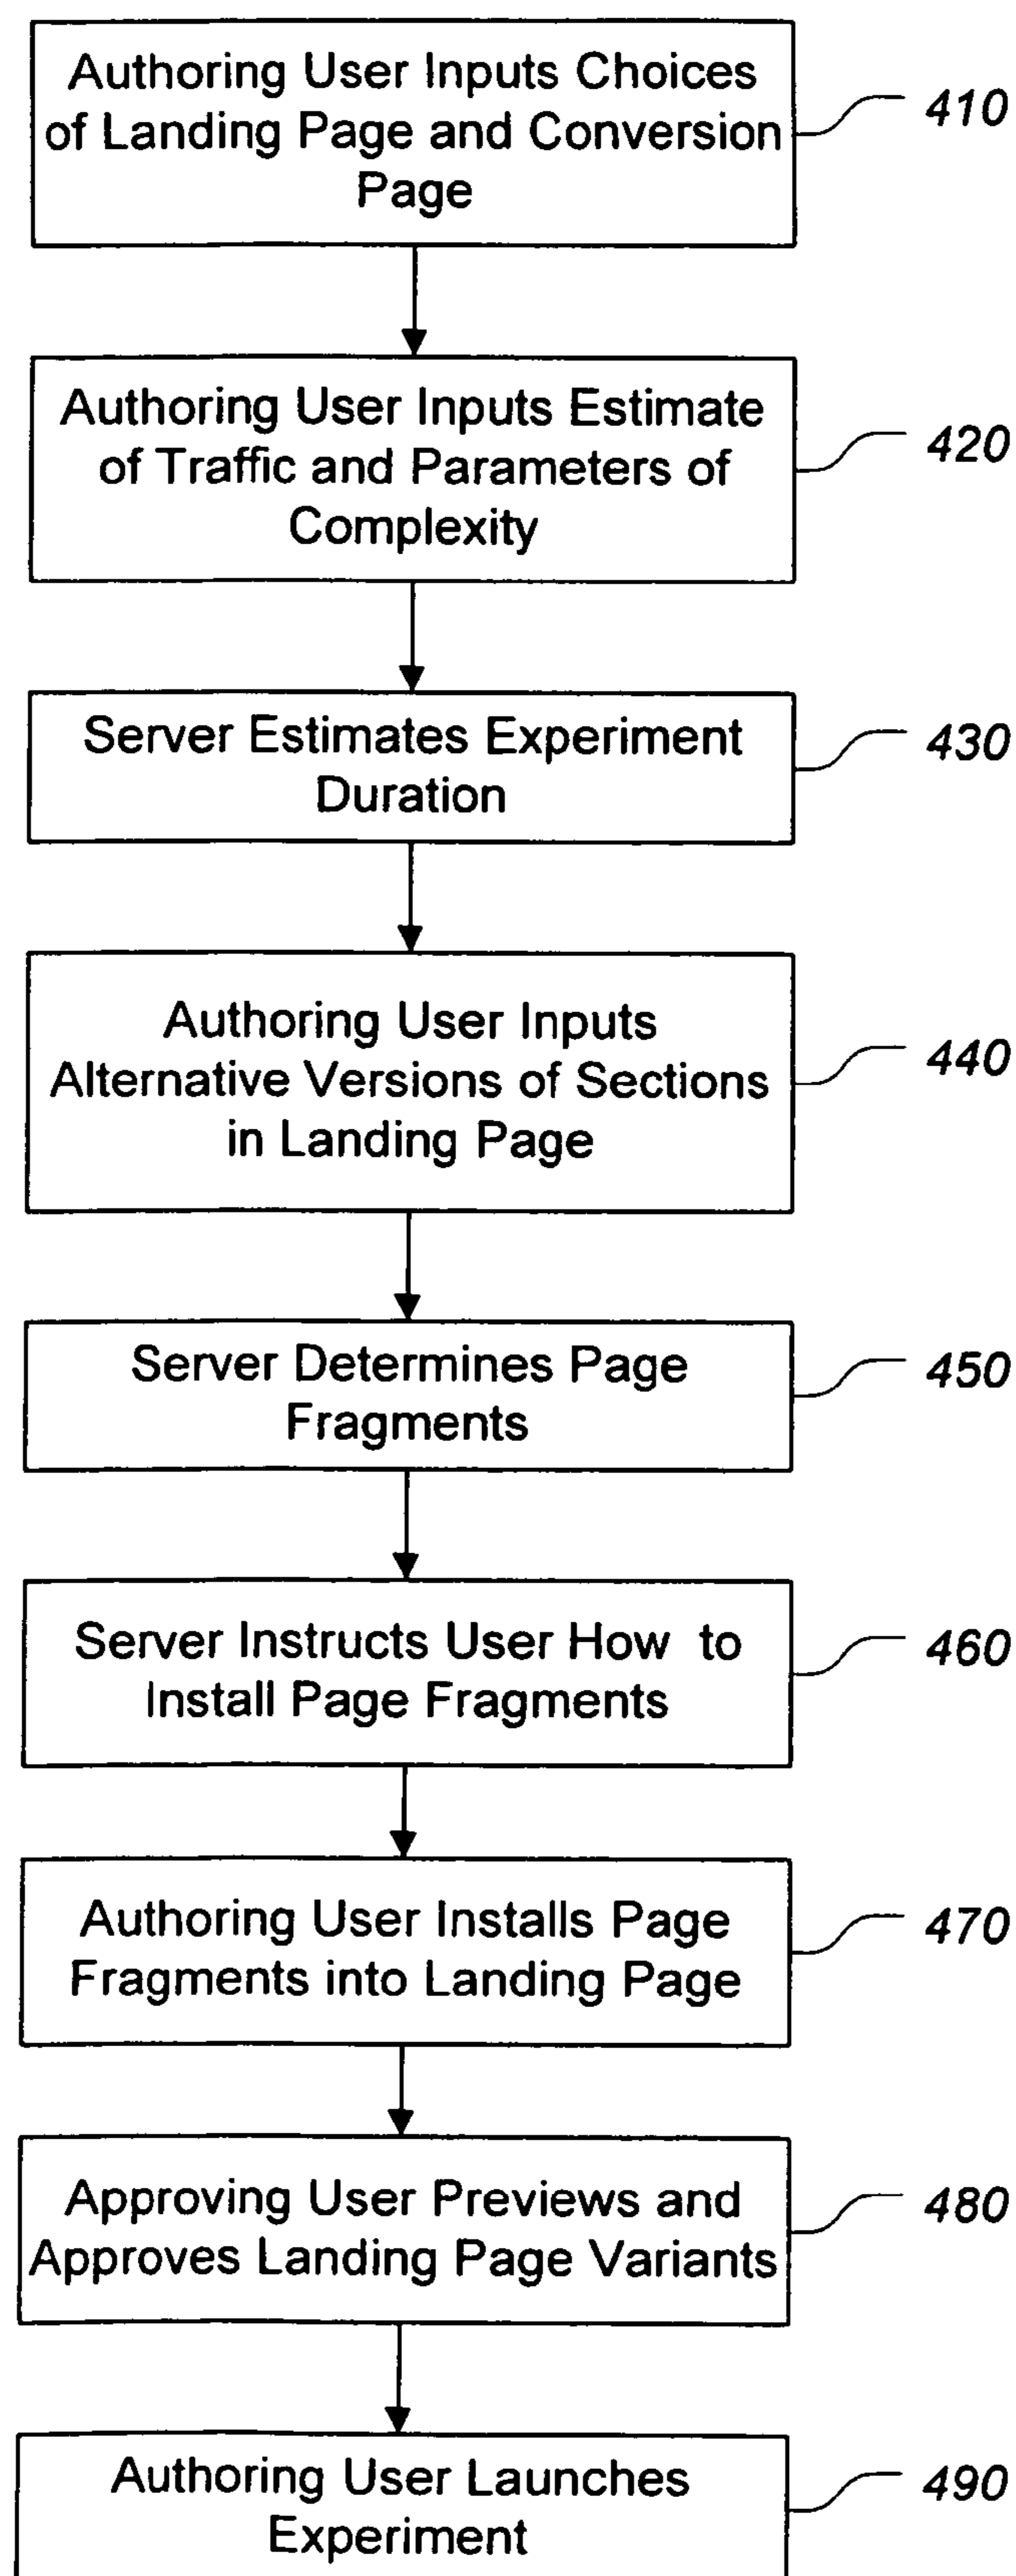 Authoring User Inputs Choices
of Landing Page and Conversion
Page
410
Authoring User Inputs Estimate
of Traffic and Parameters of
Complexity
420
Server Estimates Experiment
Duration
430
Authoring User Inputs
Alternative Versions of Sections
in Landing Page
440
Server Determines Page
Fragments
450
Server Instructs User How to
Install Page Fragments
460
Authoring User Installs Page
Fragments into Landing Page
470
Approving User Previews and
Approves Landing Page Variants
480
Authoring User Launches
Experiment
490